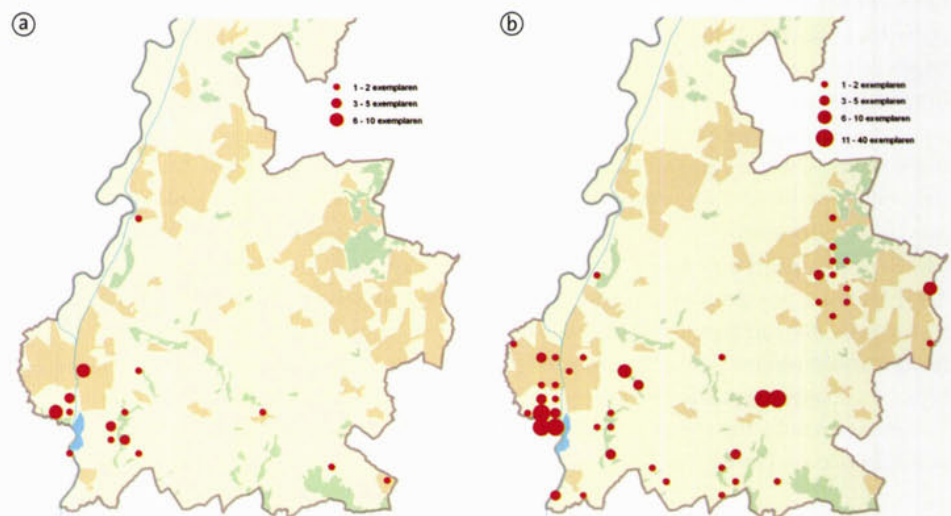 a
1 - 2 exemplaren
3 - 5 exemplaren
6 - 10 exemplaren
b
1 - 2 exemplaren
3 - 5 exemplaren
6 - 10 exemplaren
11 - 40 exemplaren